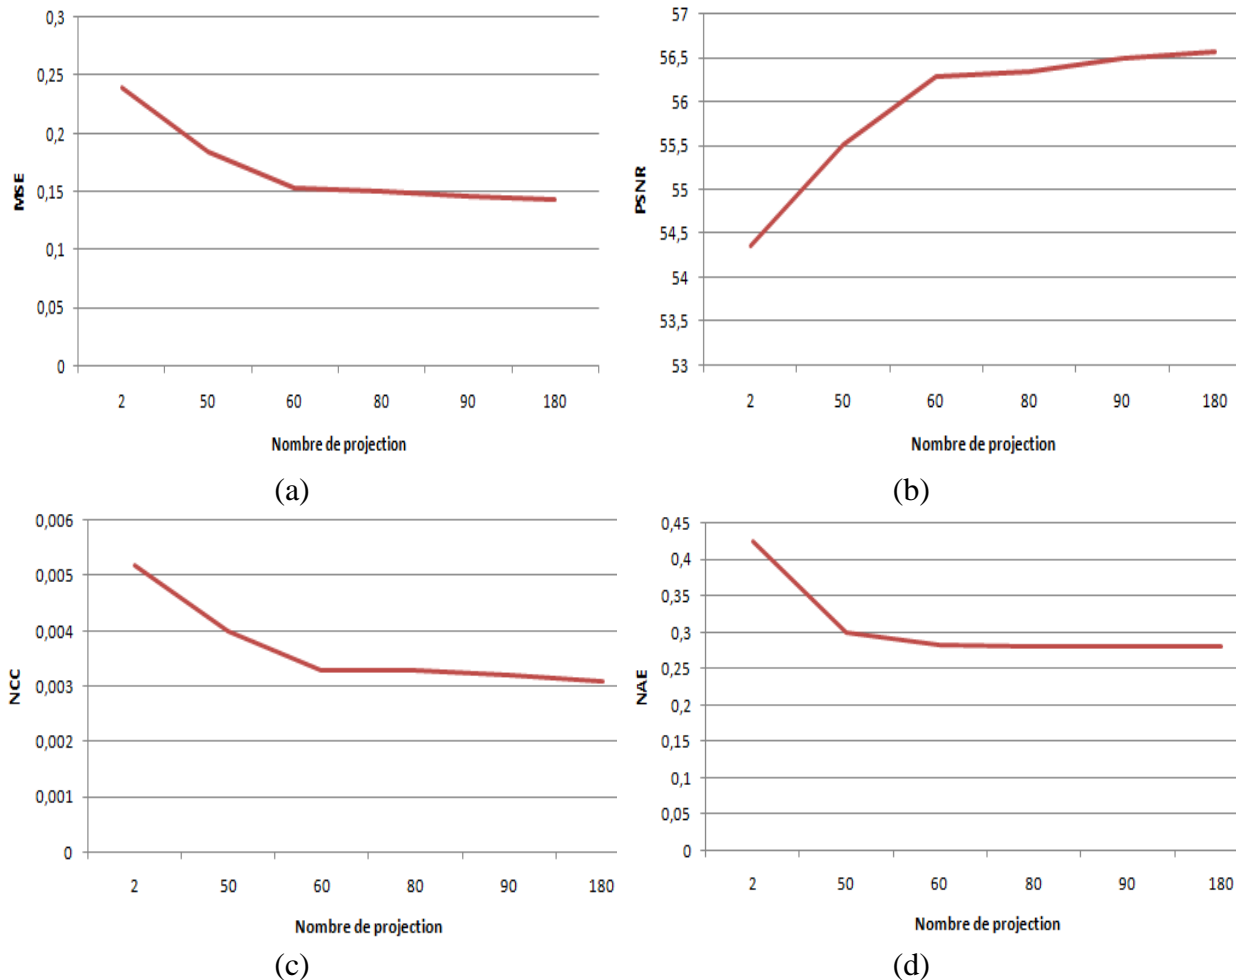 0,3
0,25
0,2
0,15
0,1
0,05
0
MSE
2 50 60 80 90 180
Nombre de projection
(a)
57
56,5
56
55,5
55
54,5
54
53,5
53
PSNR
2 50 60 80 90 180
Nombre de projection
(b)
0,006
0,005
0,004
0,003
0,002
0,001
0
NCC
2 50 60 80 90 180
Nombre de projection
(c)
0,45
0,4
0,35
0,3
0,25
0,2
0,15
0,1
0,05
0
NAE
2 50 60 80 90 180
Nombre de projection
(d)